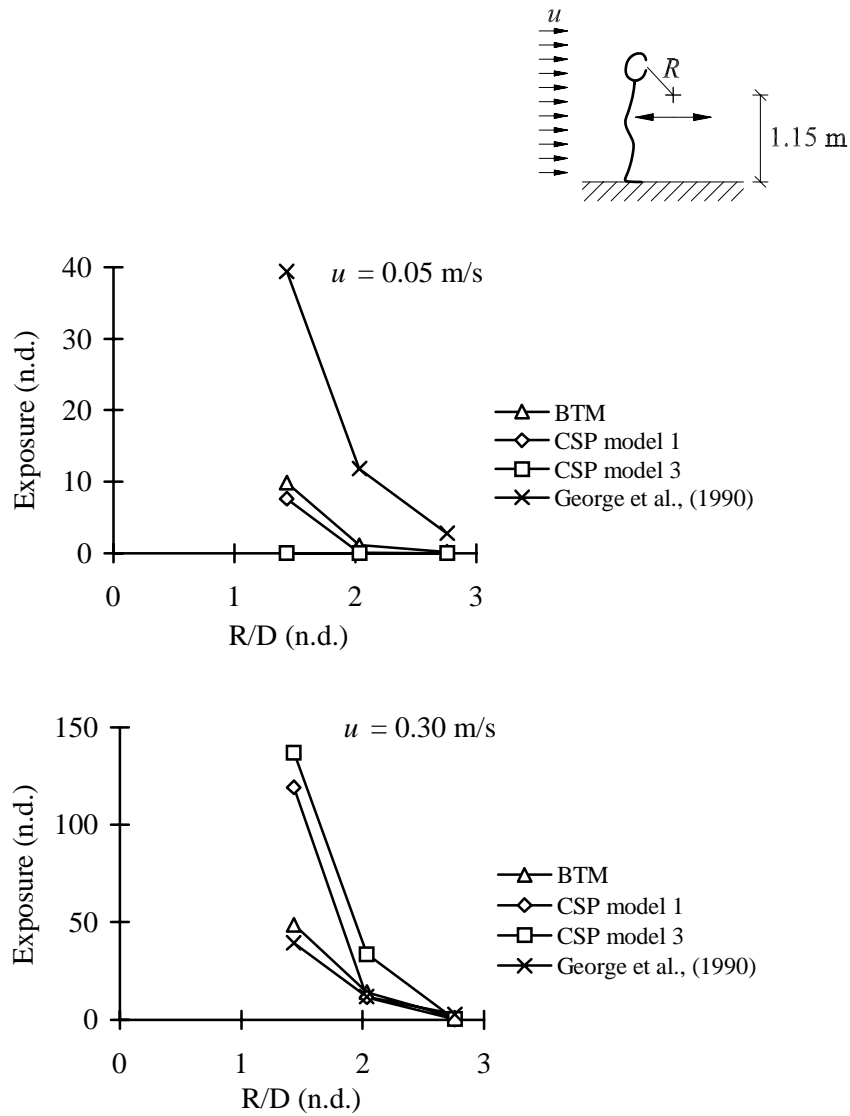 u
R
1.15 m
u = 0.05 m/s
40
30
20
10
0
Exposure (n.d.)
0 1 2 3
R/D (n.d.)
BTM
CSP model 1
CSP model 3
George et al., (1990)
u = 0.30 m/s
150
100
50
0
Exposure (n.d.)
0 1 2 3
R/D (n.d.)
BTM
CSP model 1
CSP model 3
George et al., (1990)